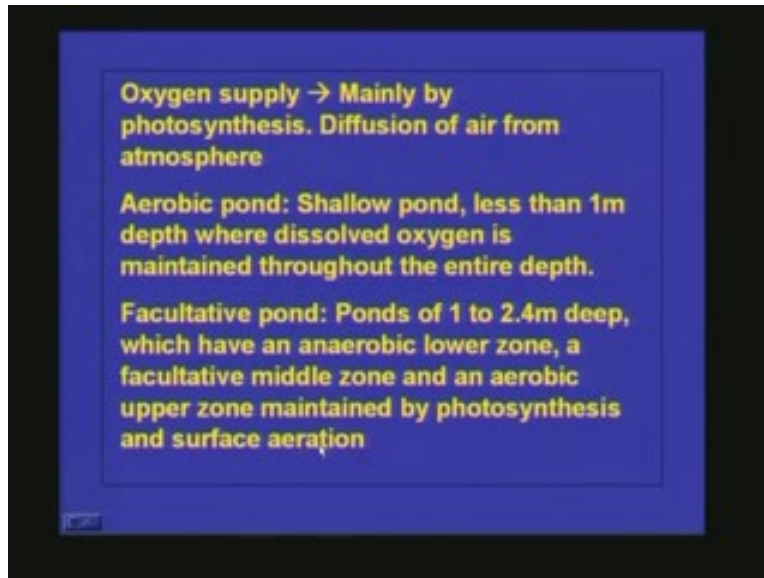 Oxygen supply → Mainly by
photosynthesis. Diffusion of air from
atmosphere
Aerobic pond: Shallow pond, less than 1m
depth where dissolved oxygen is
maintained throughout the entire depth.
Facultative pond: Ponds of 1 to 2.4m deep,
which have an anaerobic lower zone, a
facultative middle zone and an aerobic
upper zone maintained by photosynthesis
and surface aeration